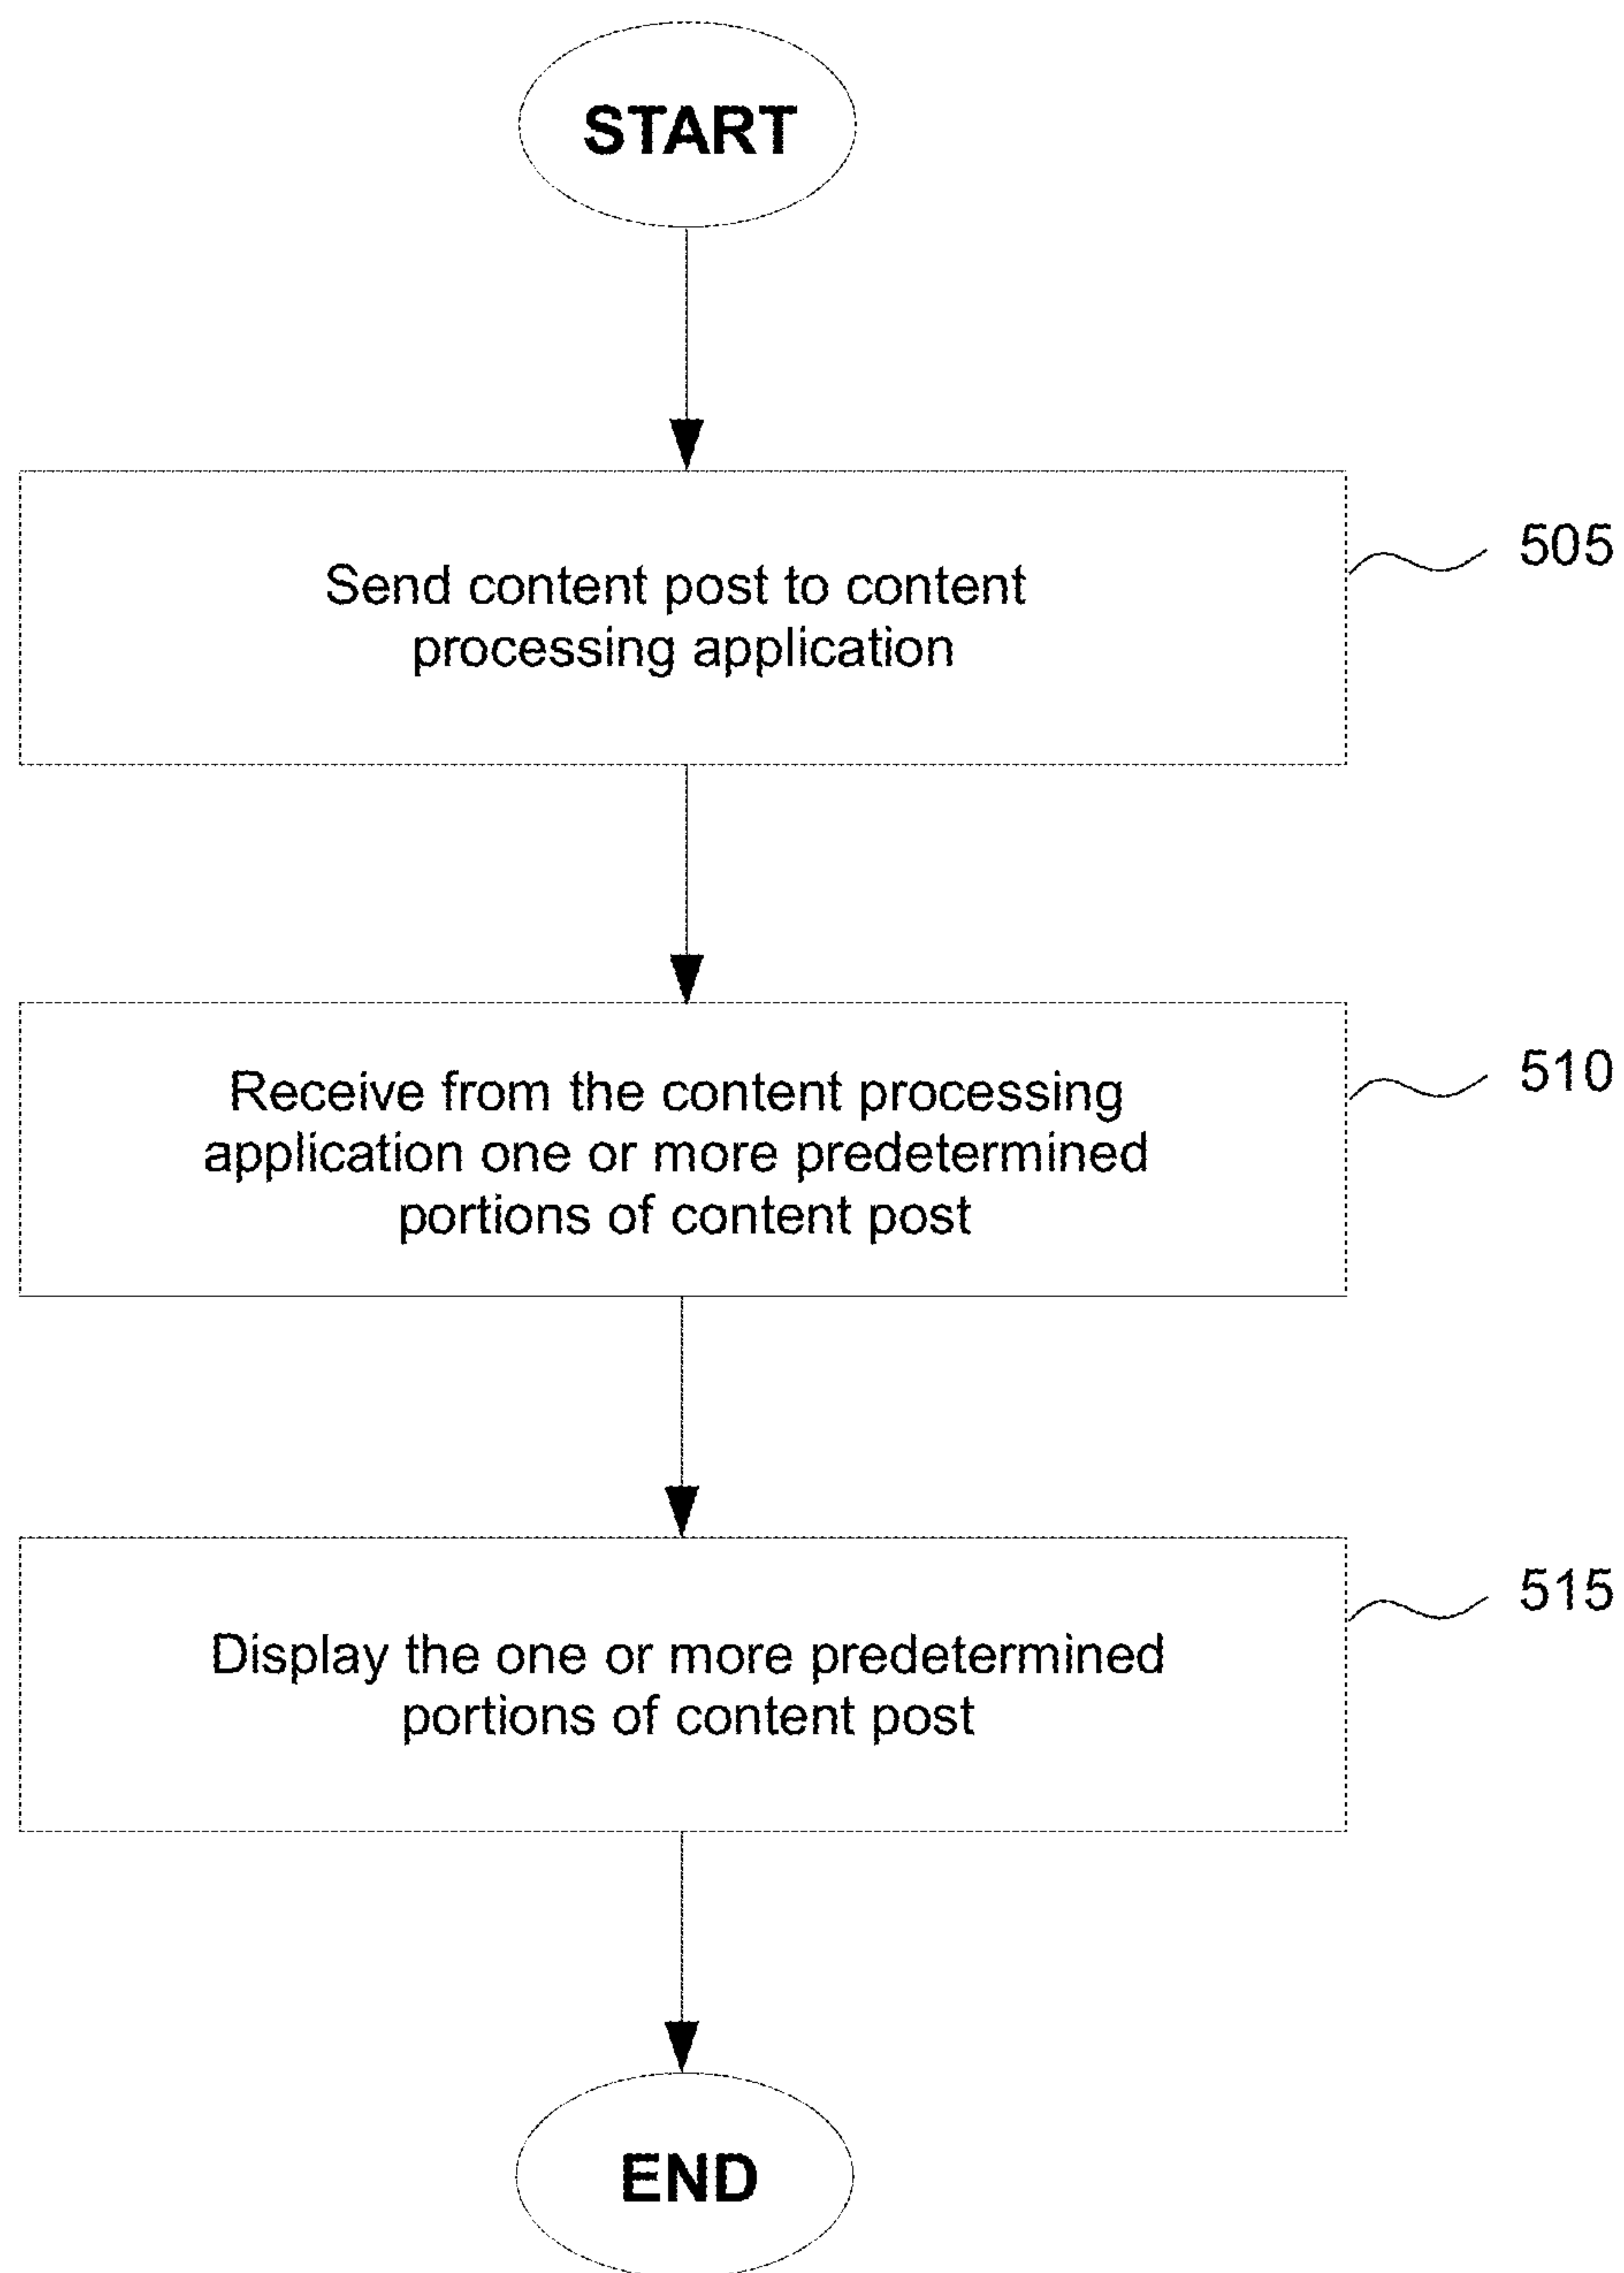 START
Send content post to content
processing application
505
Receive from the content processing
application one or more predetermined
portions of content post
510
Display the one or more predetermined
portions of content post
515
END